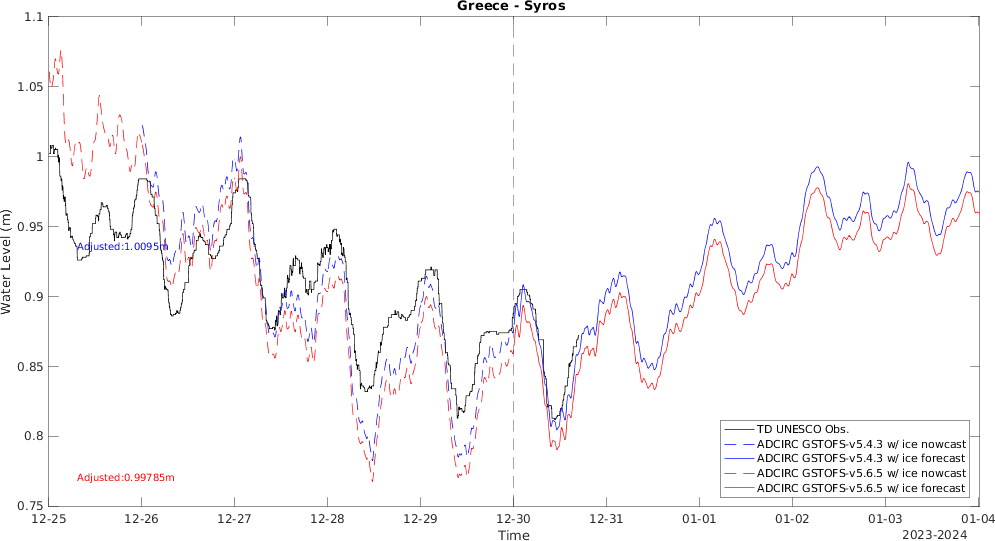 Greece - Syros
1.1
1.05
1
0.95
0.9
0.85
0.8
0.75
Water Level (m)
Adjusted:1.0095m
Adjusted:0.99785m
TD UNESCO Obs.
ADCIRC GSTOFS-v5.4.3 w/ ice nowcast
ADCIRC GSTOFS-v5.4.3 w/ ice forecast
ADCIRC GSTOFS-v5.6.5 w/ ice nowcast
ADCIRC GSTOFS-v5.6.5 w/ ice forecast
12-25 12-26 12-27 12-28 12-29 12-30 12-31 01-01 01-02 01-03 01-04
Time
2023-2024